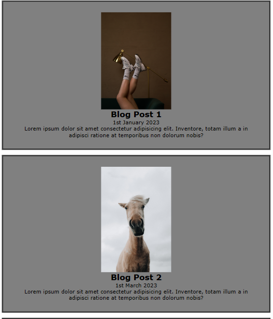 Blog Post 1
1st January 2023
Lorem ipsum dolor sit amet consectetur adipisicing elit. Inventore, totam illum a in
adipisci ratione at temporibus non dolorum nobis?
Blog Post 2
1st March 2023
Lorem ipsum dolor sit amet consectetur adipisicing elit. Inventore, totam illum a in
adipisci ratione at temporibus non dolorum nobis?